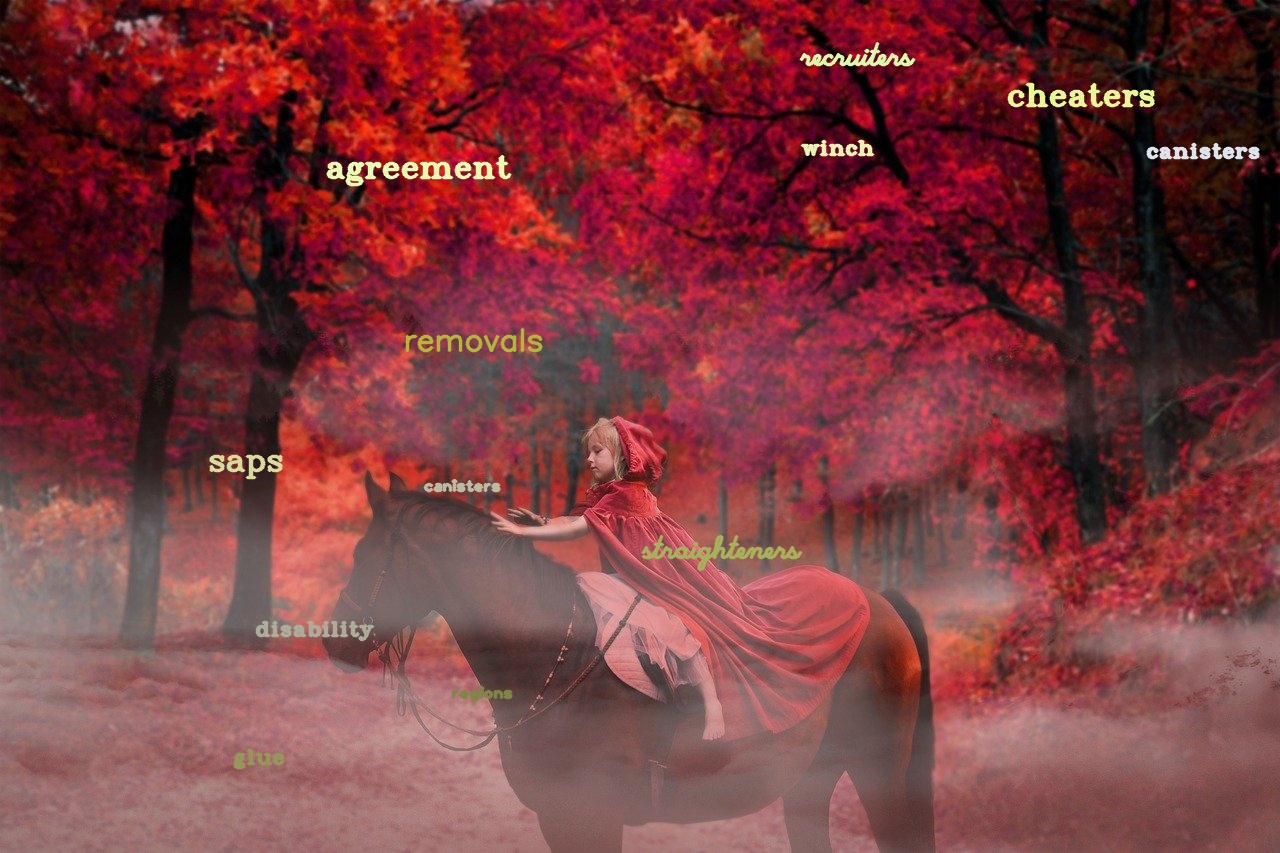 recruiters
cheaters
winch
canisters
agreement
removals
saps
canisters
straighteners
disability
regions
glue